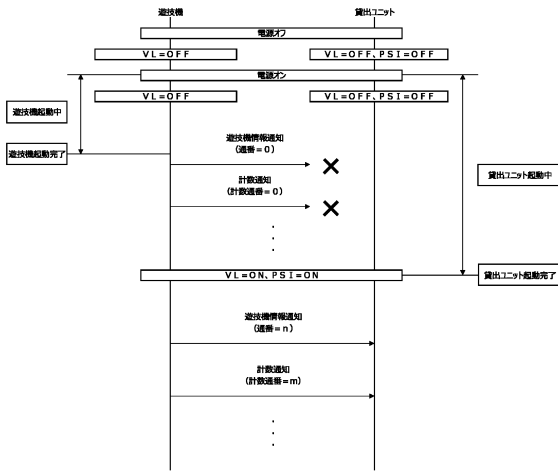 遊技機
貸出ユニット
電源オフ
VL=OFF
VL=OFF、PSI=OFF
電源オン
VL=OFF
VL=OFF、PSI=OFF
遊技機起動中
遊技機起動完了
遊技機情報通知
(通番=0)
計数通知
(計数通番=0)
貸出ユニット起動中
VL=ON、PSI=ON
貸出ユニット起動完了
遊技機情報通知
(通番=n)
計数通知
(計数通番=m)